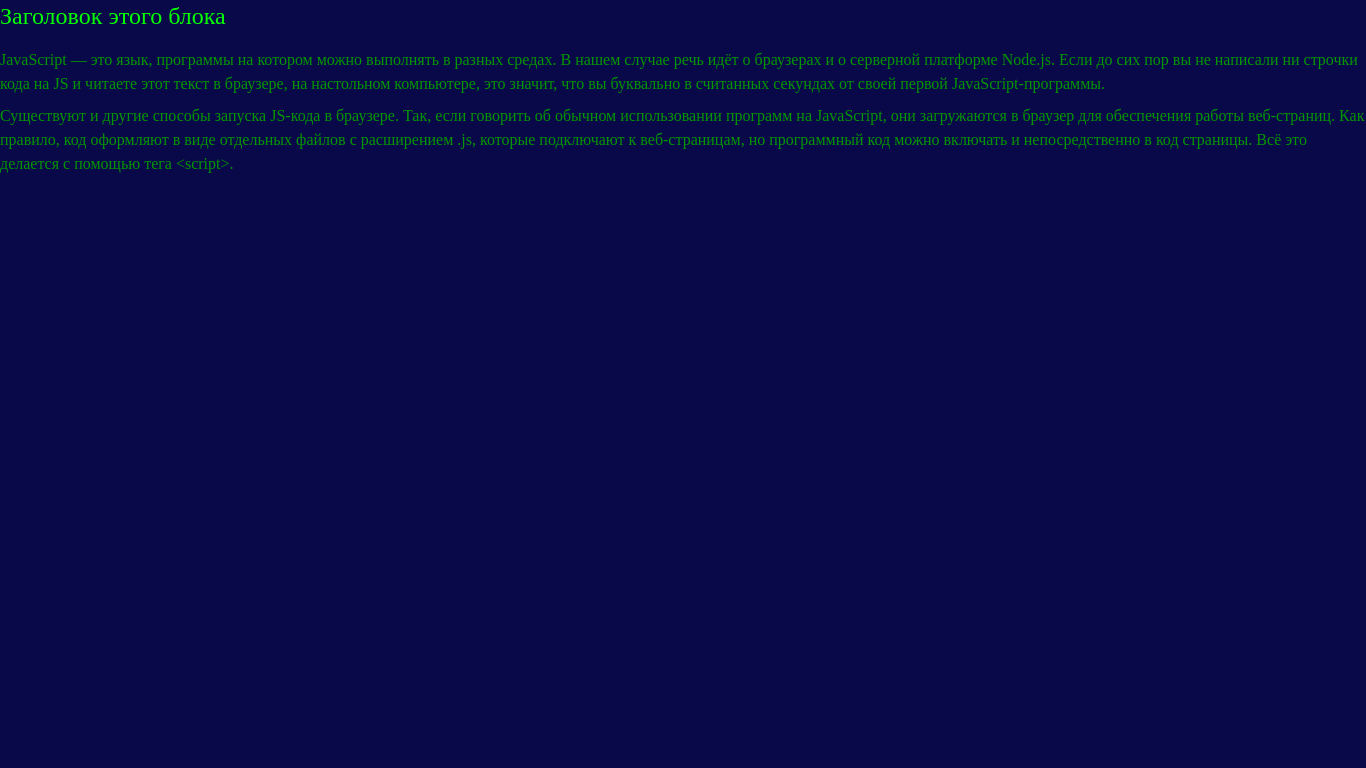 Заголовок этого блока
JavaScript — это язык, программы на котором можно выполнять в разных средах. В нашем случае речь идёт о браузерах и о серверной платформе Node.js. Если до сих пор вы не написали ни строчки
кода на JS и читаете этот текст в браузере, на настольном компьютере, это значит, что вы буквально в считанных секундах от своей первой JavaScript-программы.
Существуют и другие способы запуска JS-кода в браузере. Так, если говорить об обычном использовании программ на JavaScript, они загружаются в браузер для обеспечения работы веб-страниц. Как
правило, код оформляют в виде отдельных файлов с расширением .js, которые подключают к веб-страницам, но программный код можно включать и непосредственно в код страницы. Всё это
делается с помощью тега <script>.